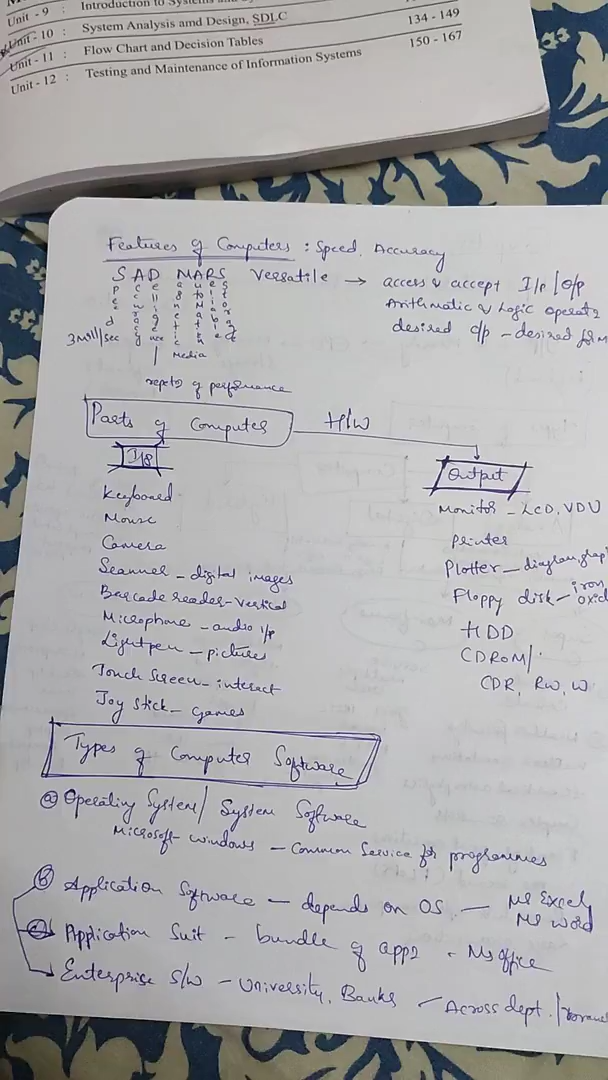 Unit - 9 : Introduction to Systems and
Unit - 10 : System Analysis amd Design, SDLC 134 - 149
Unit - 11 : Flow Chart and Decision Tables 150 - 167
Unit - 12 : Testing and Maintenance of Information Systems
Features of Computers : Speed, Accuracy
SAD MARS Versatile → access & accept I/p | O/p
Arithmatic & Logic operat
desired o/p - desired form
3 Mill/sec
Media
of performance
Parts of Computer H/W
Output
Keyboard
Mouse
Camera
Scanner - digital images
Barcode reader - vertical
Microphone - audio i/p
Lightpen - pictures
Touch Screen - interact
Joy stick - games
Monitor - LCD, VDU
Printer
Plotter - diagram, grap
Floppy disk - iron oxid
HDD
CDROM/
CDR, RW, W
Types of Computer Software
(a) Operating System/ System Software
Microsoft windows - Common Service for programmes
(b) Application Software - depends on OS - MS Excel, MS word
(c) Application Suit - bundle of app - MS office
Enterprise S/W - University, Banks - Across dept. /